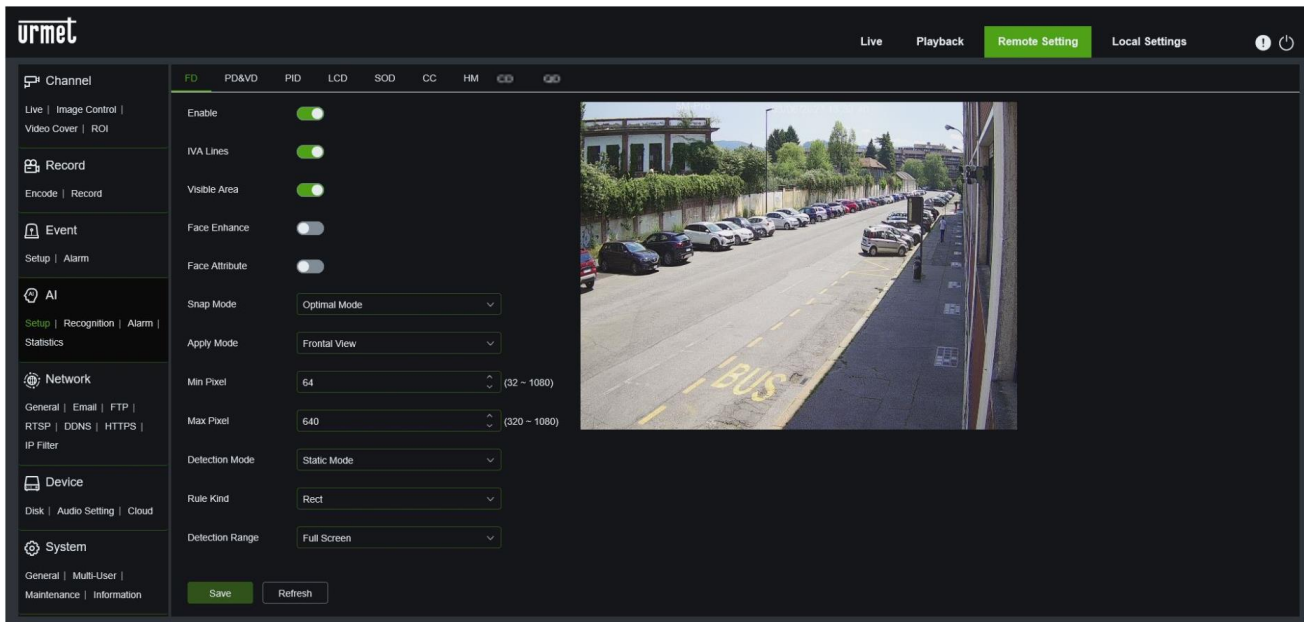 urmet
Live Playback Remote Setting Local Settings
Channel
Live | Image Control |
Video Cover | ROI
Record
Encode | Record
Event
Setup | Alarm
AI
Setup | Recognition | Alarm |
Statistics
Network
General | Email | FTP |
RTSP | DDNS | HTTPS |
IP Filter
Device
Disk | Audio Setting | Cloud
System
General | Multi-User |
Maintenance | Information
FD PD&VD PID LCD SOD CC HM
Enable
IVA Lines
Visible Area
Face Enhance
Face Attribute
Snap Mode Optimal Mode
Apply Mode Frontal View
Min Pixel 64 (32 ~ 1080)
Max Pixel 640 (320 ~ 1080)
Detection Mode Static Mode
Rule Kind Rect
Detection Range Full Screen
Save Refresh
BUS